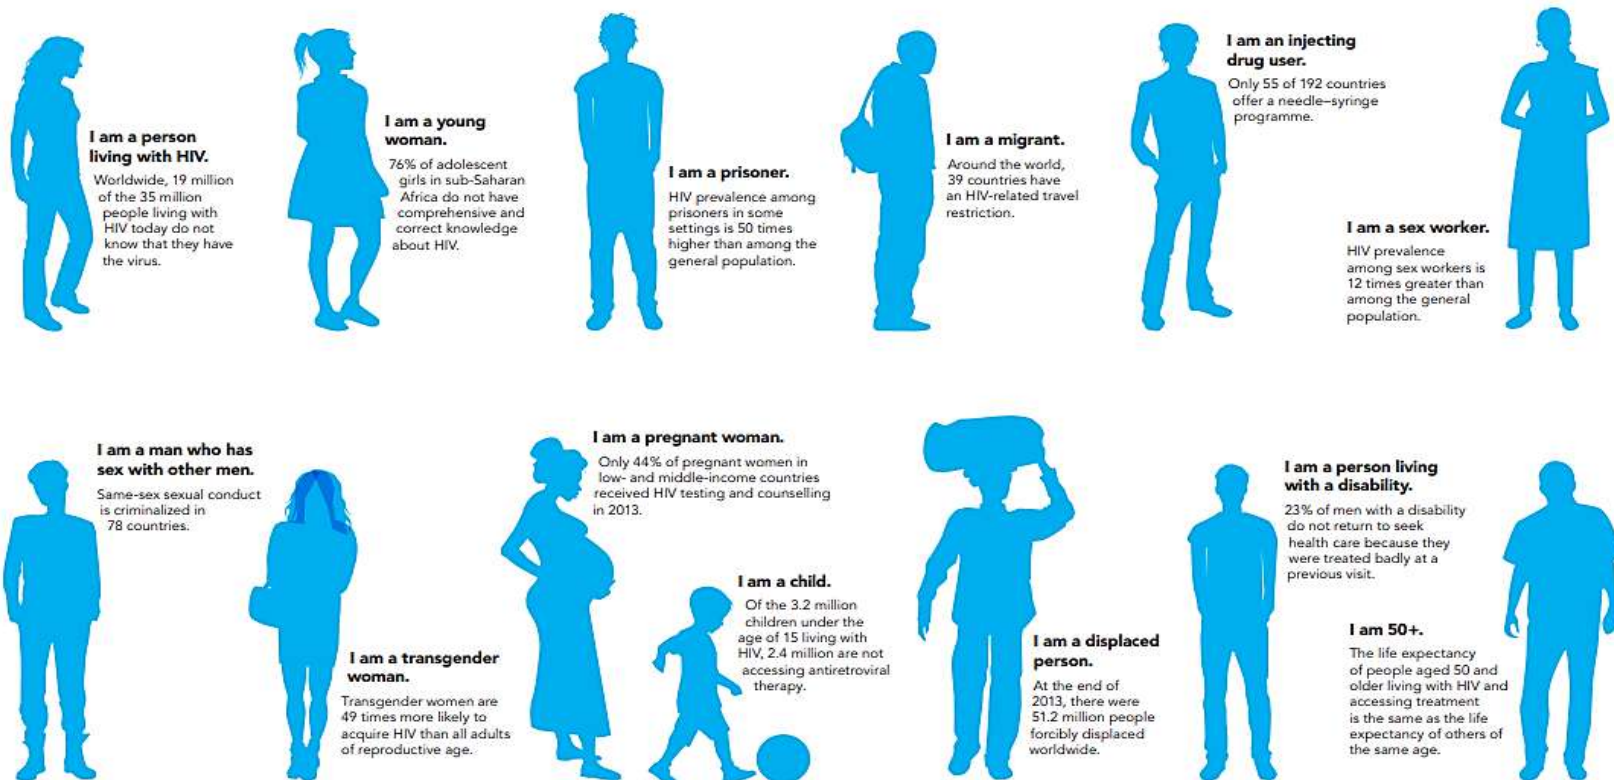 I am a person
living with HIV.
Worldwide, 19 million
of the 35 million
people living with
HIV today do not
know that they have
the virus.
I am a young
woman.
76% of adolescent
girls in sub-Saharan
Africa do not have
comprehensive and
correct knowledge
about HIV.
I am a prisoner.
HIV prevalence among
prisoners in some
settings is 50 times
higher than among the
general population.
I am a migrant.
Around the world,
39 countries have
an HIV-related travel
restriction.
I am an injecting
drug user.
Only 55 of 192 countries
offer a needle–syringe
programme.
I am a sex worker.
HIV prevalence
among sex workers is
12 times greater than
among the general
population.
I am a man who has
sex with other men.
Same-sex sexual conduct
is criminalized in
78 countries.
I am a transgender
woman.
Transgender women are
49 times more likely to
acquire HIV than all adults
of reproductive age.
I am a pregnant woman.
Only 44% of pregnant women in
low- and middle-income countries
received HIV testing and counselling
in 2013.
I am a child.
Of the 3.2 million
children under the
age of 15 living with
HIV, 2.4 million are not
accessing antiretroviral
therapy.
I am a displaced
person.
At the end of
2013, there were
51.2 million people
forcibly displaced
worldwide.
I am a person living
with a disability.
23% of men with a disability
do not return to seek
health care because they
were treated badly at a
previous visit.
I am 50+.
The life expectancy
of people aged 50 and
older living with HIV and
accessing treatment
is the same as the life
expectancy of others of
the same age.